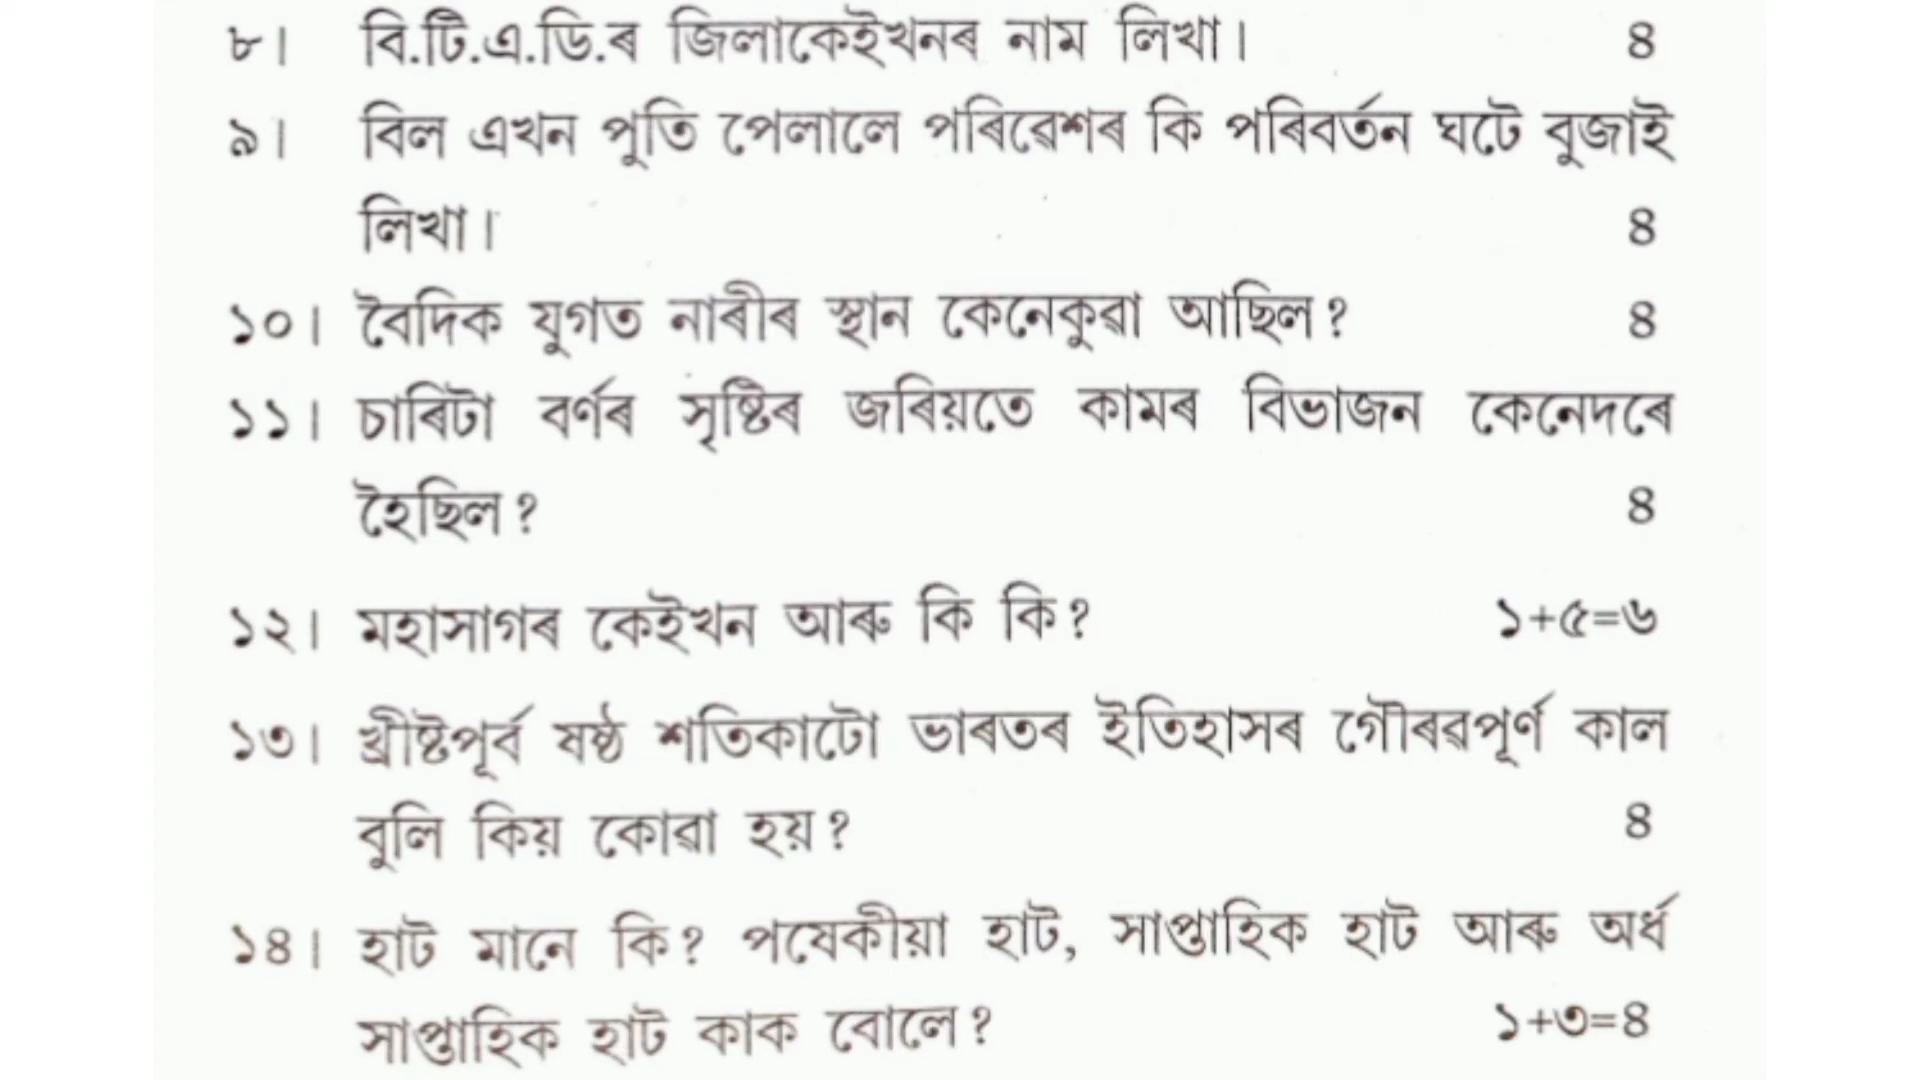 ৮। বি.টি.এ.ডি.ৰ জিলাকেইখনৰ নাম লিখা। ৪
৯। বিল এখন পুতি পেলালে পৰিৱেশৰ কি পৰিবৰ্তন ঘটে বুজাই
লিখা। ৪
১০। বৈদিক যুগত নাৰীৰ স্থান কেনেকুৱা আছিল? ৪
১১। চাৰিটা বৰ্ণৰ সৃষ্টিৰ জৰিয়তে কামৰ বিভাজন কেনেদৰে
হৈছিল? ৪
১২। মহাসাগৰ কেইখন আৰু কি কি? ১+৫=৬
১৩। খ্ৰীষ্টপূৰ্ব ষষ্ঠ শতিকাটো ভাৰতৰ ইতিহাসৰ গৌৰৱপূৰ্ণ কাল
বুলি কিয় কোৱা হয়? ৪
১৪। হাট মানে কি? পষেকীয়া হাট, সাপ্তাহিক হাট আৰু অৰ্ধ
সাপ্তাহিক হাট কাক বোলে? ১+৩=৪